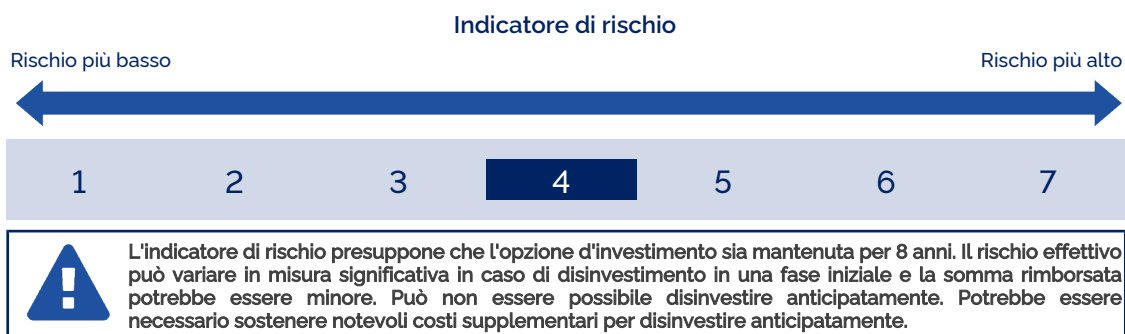 Indicatore di rischio
Rischio più basso
Rischio più alto
1 2 3 4 5 6 7
L'indicatore di rischio presuppone che l'opzione d'investimento sia mantenuta per 8 anni. Il rischio effettivo
può variare in misura significativa in caso di disinvestimento in una fase iniziale e la somma rimborsata
potrebbe essere minore. Può non essere possibile disinvestire anticipatamente. Potrebbe essere
necessario sostenere notevoli costi supplementari per disinvestire anticipatamente.